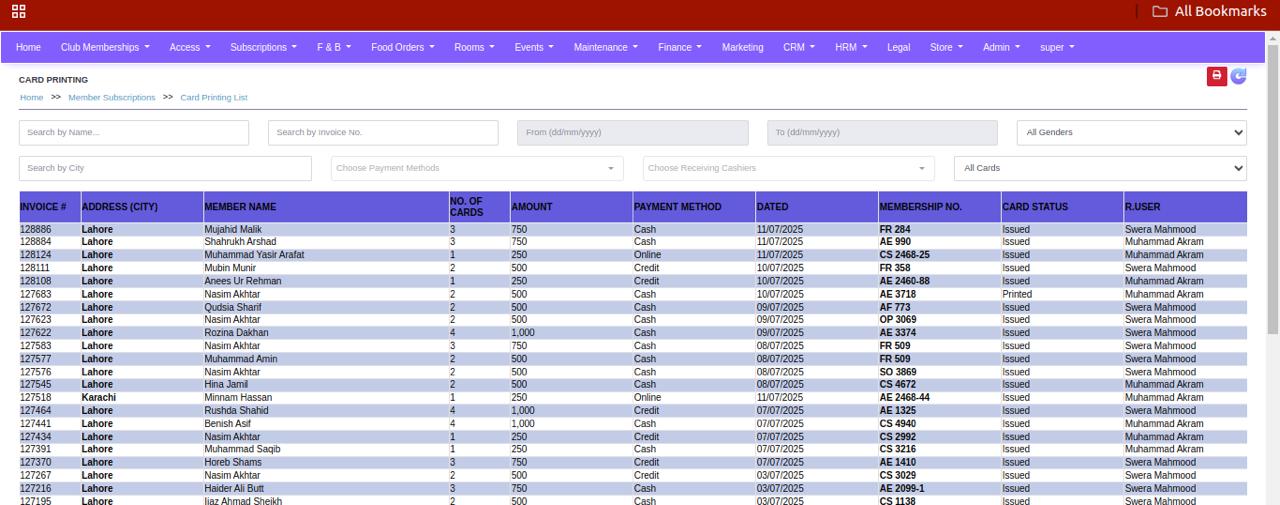 All Bookmarks
Home Club Memberships Access Subscriptions F & B Food Orders Rooms Events Maintenance Finance Marketing CRM HRM Legal Store Admin super
CARD PRINTING
Home >> Member Subscriptions >> Card Printing List
Search by Name... Search by Invoice No. From (dd/mm/yyyy) To (dd/mm/yyyy) All Genders
Search by City Choose Payment Methods Choose Receiving Cashiers All Cards
INVOICE # ADDRESS (CITY) MEMBER NAME NO. OF CARDS AMOUNT PAYMENT METHOD DATED MEMBERSHIP NO. CARD STATUS R.USER
128886 Lahore Mujahid Malik 3 750 Cash 11/07/2025 FR 284 Issued Swera Mahmood
128884 Lahore Shahrukh Arshad 3 750 Cash 11/07/2025 AE 990 Issued Muhammad Akram
128124 Lahore Muhammad Yasir Arafat 1 250 Online 11/07/2025 CS 2468-25 Issued Muhammad Akram
128111 Lahore Mubin Munir 2 500 Credit 10/07/2025 FR 358 Issued Swera Mahmood
128108 Lahore Anees Ur Rehman 1 250 Credit 10/07/2025 AE 2460-88 Issued Muhammad Akram
127683 Lahore Nasim Akhtar 2 500 Cash 10/07/2025 AE 3718 Printed Muhammad Akram
127672 Lahore Qudsia Sharif 2 500 Cash 09/07/2025 AF 773 Issued Swera Mahmood
127623 Lahore Nasim Akhtar 2 500 Cash 09/07/2025 OP 3069 Issued Swera Mahmood
127622 Lahore Rozina Dakhan 4 1,000 Cash 09/07/2025 AE 3374 Issued Swera Mahmood
127583 Lahore Nasim Akhtar 3 750 Cash 08/07/2025 FR 509 Issued Swera Mahmood
127577 Lahore Muhammad Amin 2 500 Cash 08/07/2025 FR 509 Issued Swera Mahmood
127576 Lahore Nasim Akhtar 2 500 Cash 08/07/2025 SO 3869 Issued Swera Mahmood
127545 Lahore Hina Jamil 2 500 Cash 08/07/2025 CS 4672 Issued Muhammad Akram
127518 Karachi Minnam Hassan 1 250 Online 11/07/2025 AE 2468-44 Issued Muhammad Akram
127464 Lahore Rushda Shahid 4 1,000 Credit 07/07/2025 AE 1325 Issued Swera Mahmood
127441 Lahore Benish Asif 4 1,000 Cash 07/07/2025 CS 4940 Issued Muhammad Akram
127434 Lahore Nasim Akhtar 1 250 Credit 07/07/2025 CS 2992 Issued Muhammad Akram
127391 Lahore Muhammad Saqib 1 250 Cash 07/07/2025 CS 3216 Issued Muhammad Akram
127370 Lahore Horeb Shams 3 750 Credit 07/07/2025 AE 1410 Issued Swera Mahmood
127267 Lahore Nasim Akhtar 2 500 Credit 03/07/2025 CS 3029 Issued Swera Mahmood
127216 Lahore Haider Ali Butt 3 750 Cash 03/07/2025 AE 2099-1 Issued Swera Mahmood
127195 Lahore Ijaz Ahmad Sheikh 2 500 Cash 03/07/2025 CS 1138 Issued Swera Mahmood